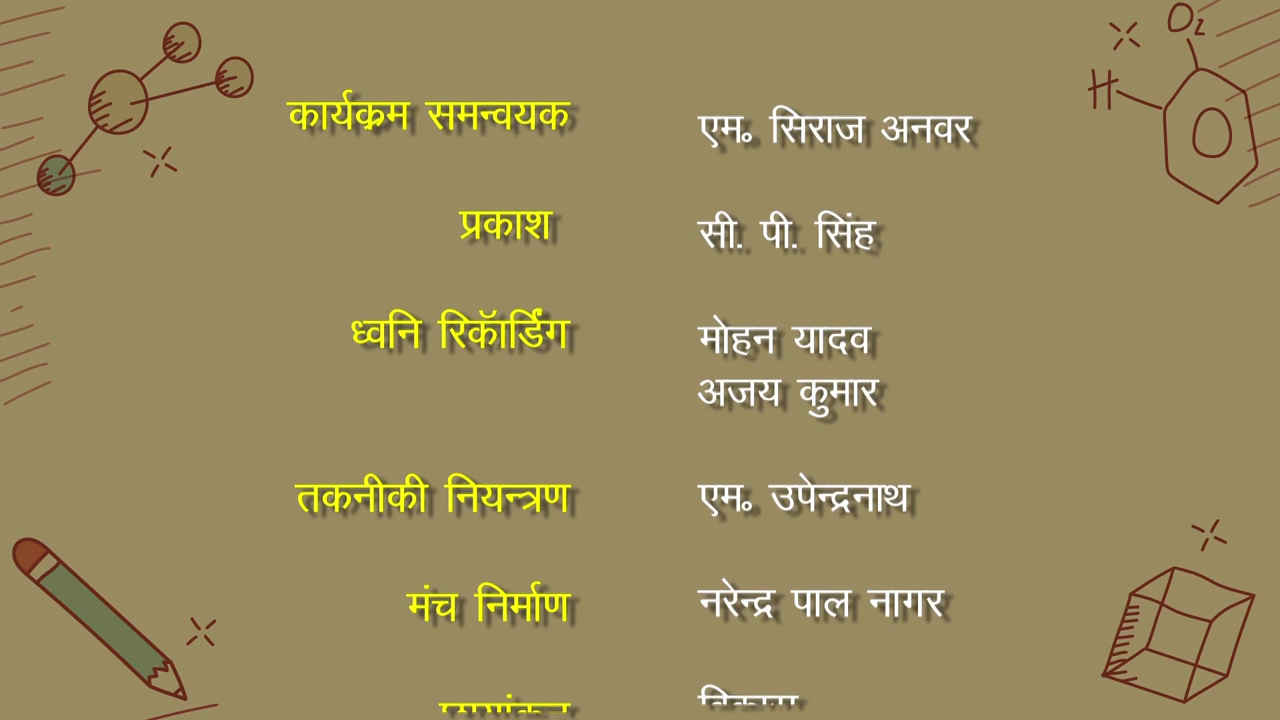 कार्यक्रम समन्वयक एम॰ सिराज अनवर
प्रकाश सी. पी. सिंह
ध्वनि रिकॅार्डिंग मोहन यादव
अजय कुमार
तकनीकी नियन्त्रण एम॰ उपेन्द्रनाथ
मंच निर्माण नरेन्द्र पाल नागर
O2
H